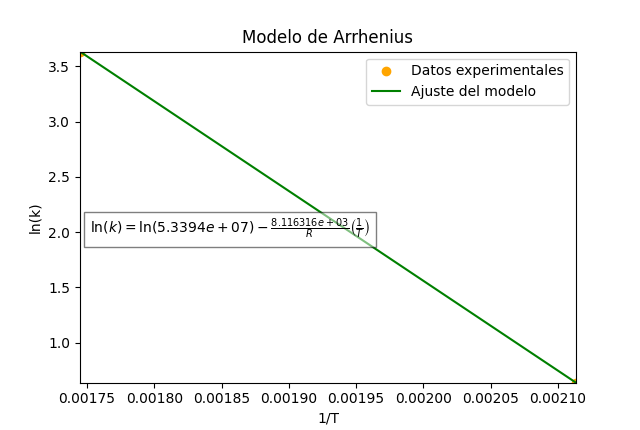 Modelo de Arrhenius
Datos experimentales
Ajuste del modelo
ln(k) = ln(5.3394e + 07) − \frac{8.116316e + 03}{R} (\frac{1}{T})
ln(k)
3.5
3.0
2.5
2.0
1.5
1.0
0.00175 0.00180 0.00185 0.00190 0.00195 0.00200 0.00205 0.00210
1/T